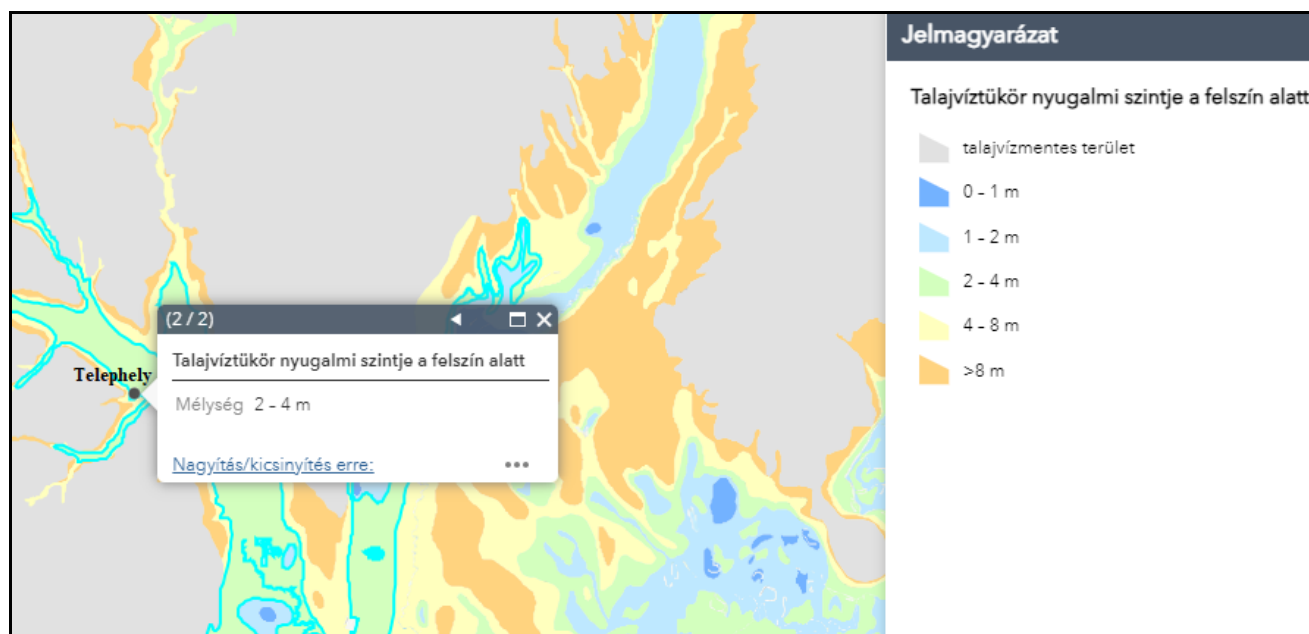 Jelmagyarázat
Talajvíztükör nyugalmi szintje a felszín alatt
talajvízmentes terület
0 - 1 m
1 - 2 m
2 - 4 m
4 - 8 m
>8 m
Telephely
(2 / 2)
Talajvíztükör nyugalmi szintje a felszín alatt
Mélység 2 - 4 m
Nagyítás/kicsinyítés erre: